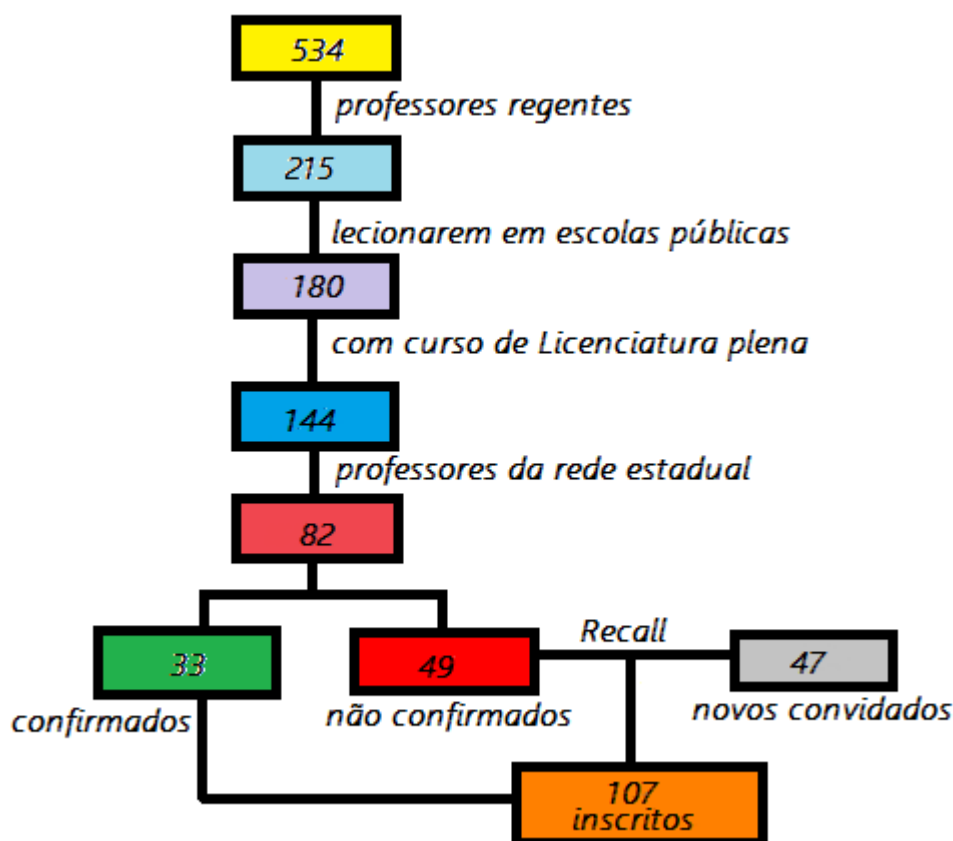 534
professores regentes
215
lecionarem em escolas públicas
180
com curso de Licenciatura plena
144
professores da rede estadual
82
33
confirmados
49
não confirmados
Recall
47
novos convidados
107
inscritos